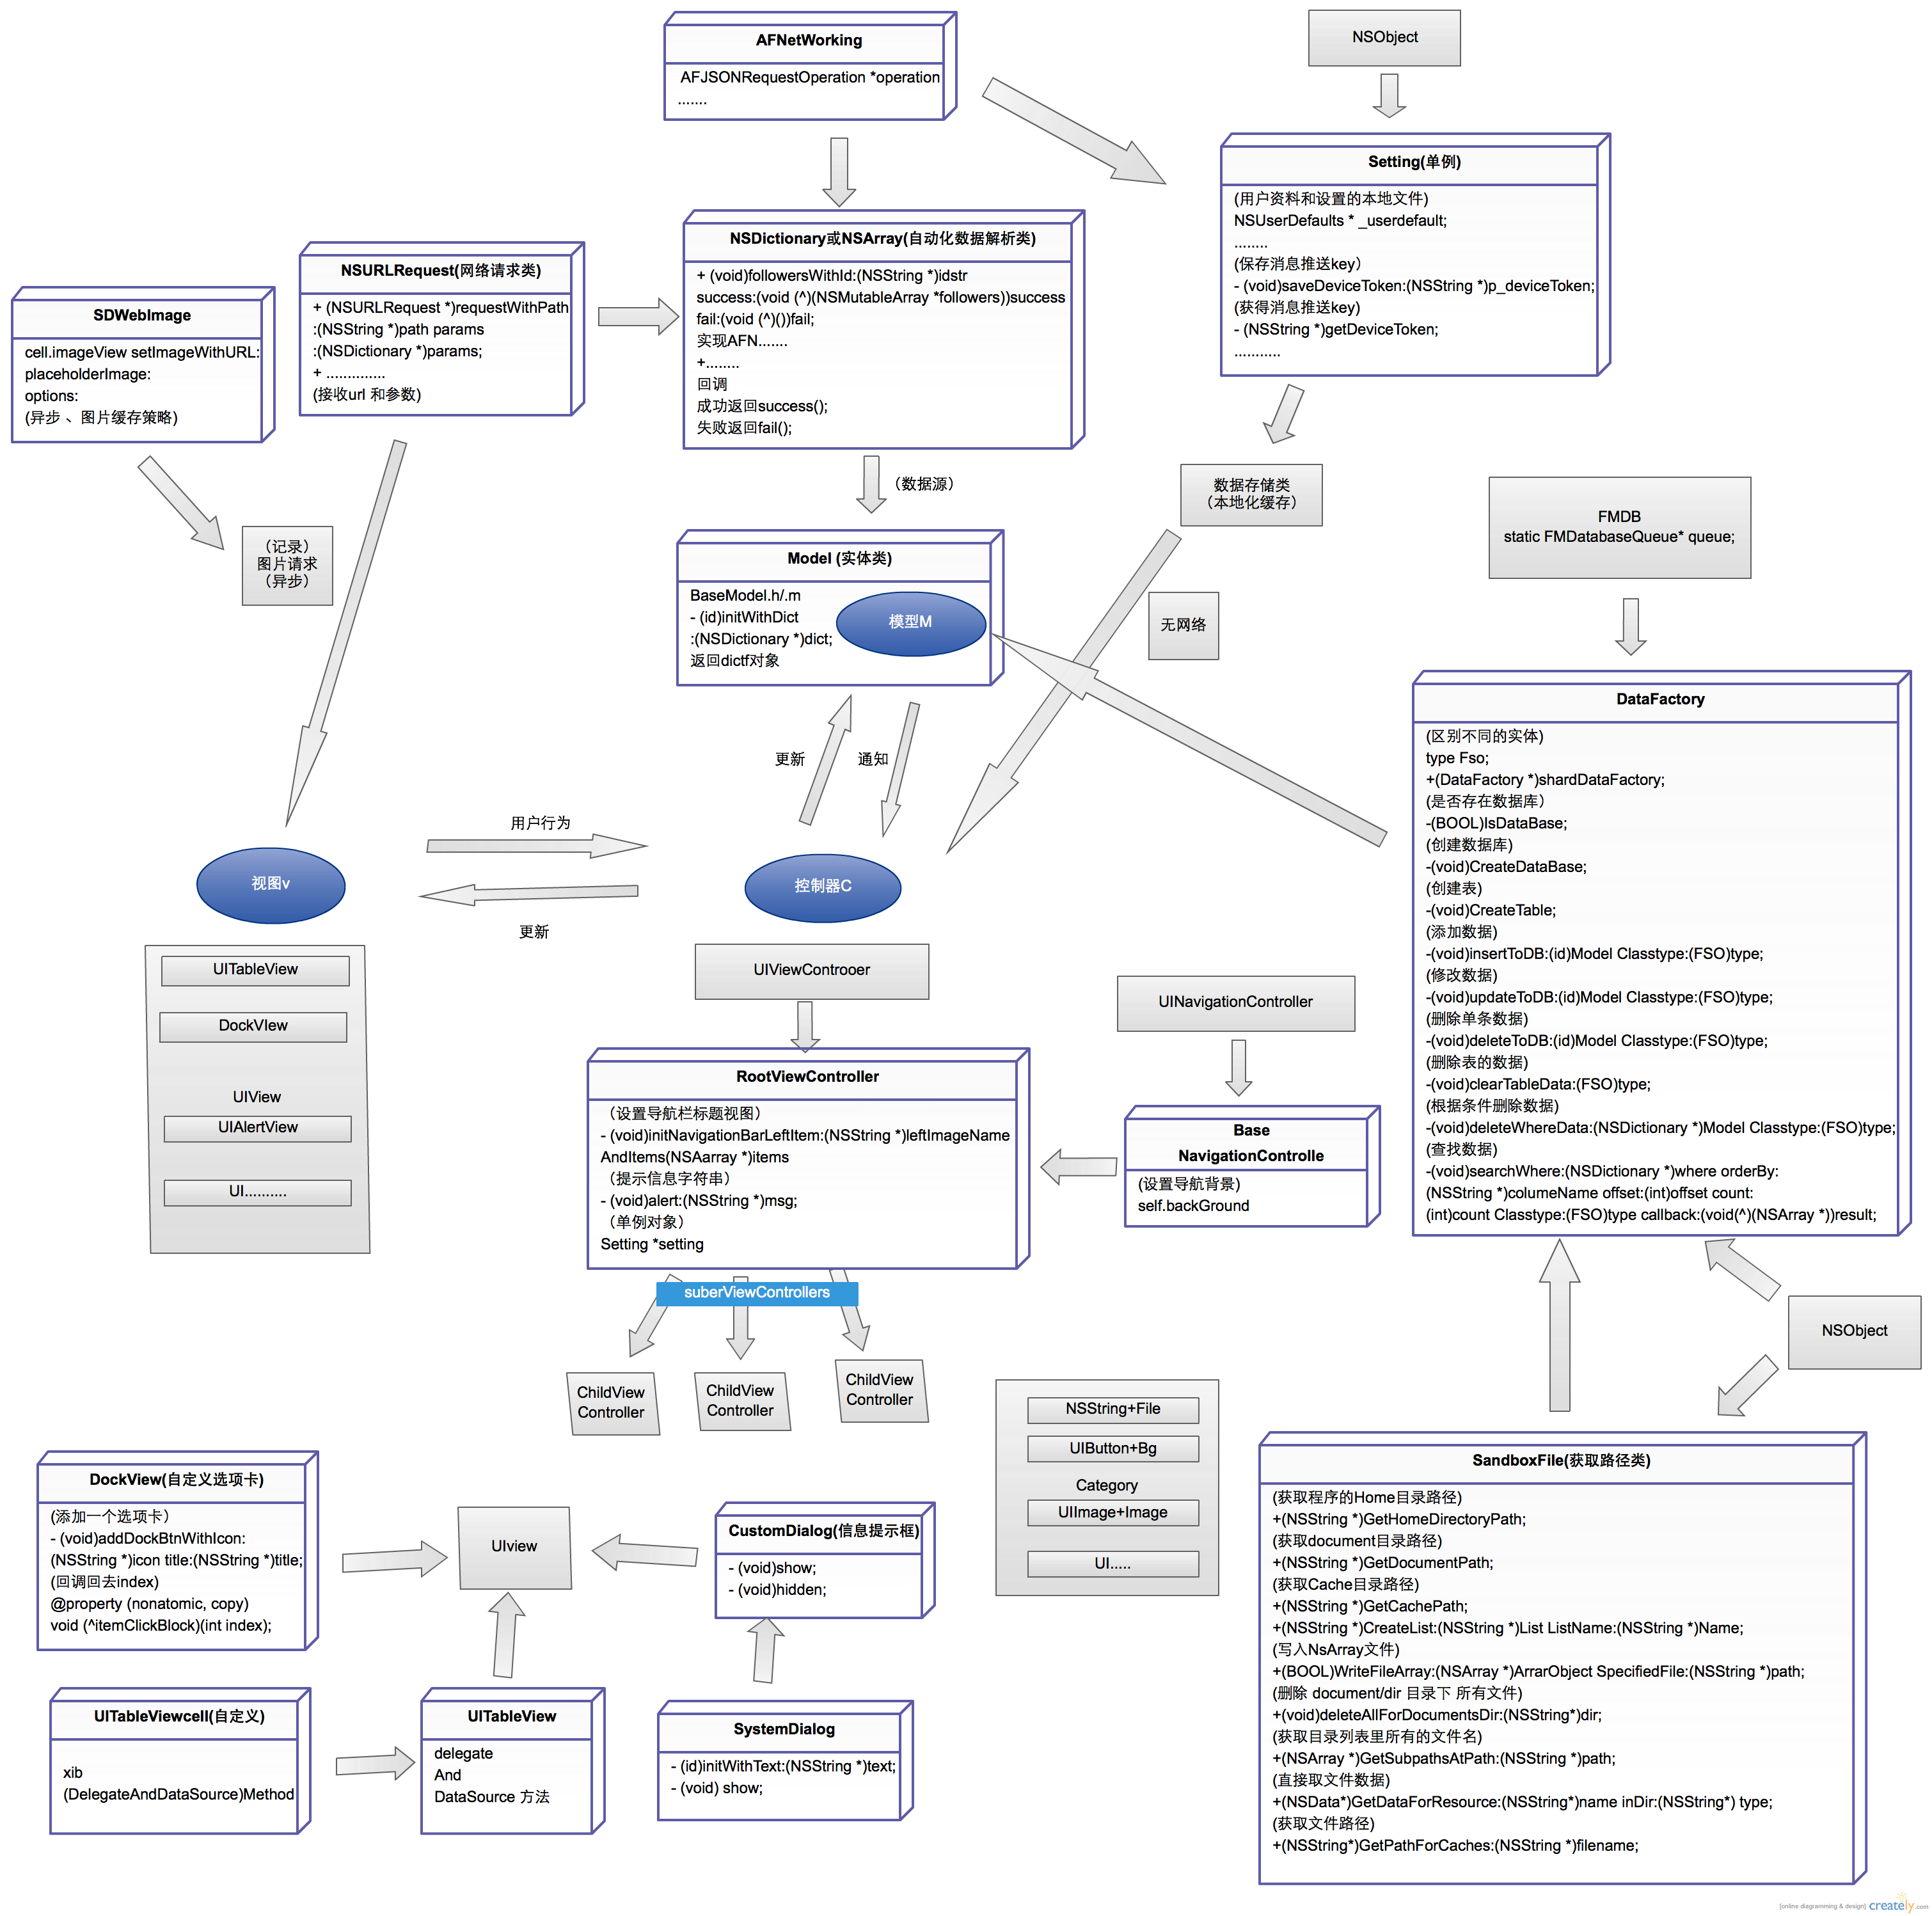 AFNetWorking
AFJSONRequestOperation *operation
.......
NSObject
Setting(单例)
(用户资料和设置的本地文件)
NSUserDefaults * _userdefault;
........
(保存消息推送key）
- (void)saveDeviceToken:(NSString *)p_deviceToken;
(获得消息推送key)
- (NSString *)getDeviceToken;
...........
NSDictionary或NSArray(自动化数据解析类)
+ (void)followersWithId:(NSString *)idstr
success:(void (^)(NSMutableArray *followers))success
fail:(void (^)())fail;
实现AFN.......
+........
回调
成功返回success();
失败返回fail();
NSURLRequest(网络请求类)
+ (NSURLRequest *)requestWithPath
:(NSString *)path params
:(NSDictionary *)params;
+ ..............
(接收url 和参数)
SDWebImage
cell.imageView setImageWithURL:
placeholderImage:
options:
(异步 、图片缓存策略)
（记录）
图片请求
（异步）
（数据源）
数据存储类
（本地化缓存）
FMDB
static FMDatabaseQueue* queue;
Model (实体类)
BaseModel.h/.m
- (id)initWithDict
:(NSDictionary *)dict;
返回dictf对象
模型M
无网络
更新
通知
用户行为
视图v
控制器C
更新
DataFactory
(区别不同的实体)
type Fso;
+(DataFactory *)shardDataFactory;
(是否存在数据库）
-(BOOL)IsDataBase;
(创建数据库)
-(void)CreateDataBase;
(创建表)
-(void)CreateTable;
(添加数据)
-(void)insertToDB:(id)Model Classtype:(FSO)type;
(修改数据)
-(void)updateToDB:(id)Model Classtype:(FSO)type;
(删除单条数据)
-(void)deleteToDB:(id)Model Classtype:(FSO)type;
(删除表的数据)
-(void)clearTableData:(FSO)type;
(根据条件删除数据)
-(void)deleteWhereData:(NSDictionary *)Model Classtype:(FSO)type;
(查找数据)
-(void)searchWhere:(NSDictionary *)where orderBy:
(NSString *)columeName offset:(int)offset count:
(int)count Classtype:(FSO)type callback:(void(^)(NSArray *))result;
UITableView
DockVIew
UIView
UIAlertView
UI..........
UIViewControoer
UINavigationController
RootViewController
（设置导航栏标题视图）
- (void)initNavigationBarLeftItem:(NSString *)leftImageName
AndItems(NSAarray *)items
（提示信息字符串）
- (void)alert:(NSString *)msg;
（单例对象）
Setting *setting
Base
NavigationControlle
(设置导航背景)
self.backGround
suberViewControllers
ChildView
Controller
ChildView
Controller
ChildView
Controller
NSObject
NSString+File
UIButton+Bg
Category
UIImage+Image
UI.....
DockView(自定义选项卡)
(添加一个选项卡）
- (void)addDockBtnWithIcon:
(NSString *)icon title:(NSString *)title;
(回调回去index)
@property (nonatomic, copy)
void (^itemClickBlock)(int index);
UIview
CustomDialog(信息提示框)
- (void)show;
- (void)hidden;
SandboxFile(获取路径类)
(获取程序的Home目录路径)
+(NSString *)GetHomeDirectoryPath;
(获取document目录路径)
+(NSString *)GetDocumentPath;
(获取Cache目录路径)
+(NSString *)GetCachePath;
+(NSString *)CreateList:(NSString *)List ListName:(NSString *)Name;
(写入NsArray文件)
+(BOOL)WriteFileArray:(NSArray *)ArrarObject SpecifiedFile:(NSString *)path;
(删除 document/dir 目录下 所有文件)
+(void)deleteAllForDocumentsDir:(NSString*)dir;
(获取目录列表里所有的文件名)
+(NSArray *)GetSubpathsAtPath:(NSString *)path;
(直接取文件数据)
+(NSData*)GetDataForResource:(NSString*)name inDir:(NSString*) type;
(获取文件路径)
+(NSString*)GetPathForCaches:(NSString *)filename;
UITableViewcell(自定义)
xib
(DelegateAndDataSource)Method
UITableView
delegate
And
DataSource 方法
SystemDialog
- (id)initWithText:(NSString *)text;
- (void) show;
[online diagramming & design] creately.com